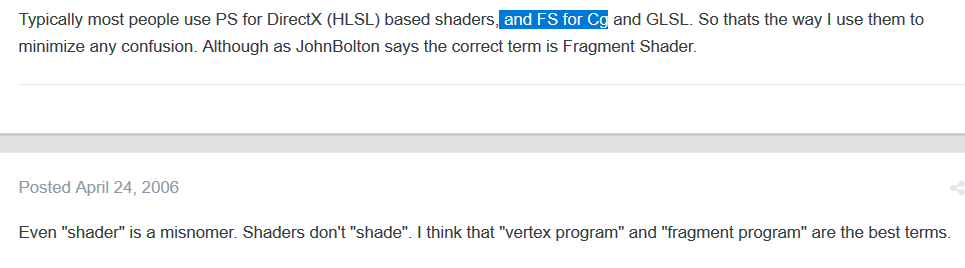 Typically most people use PS for DirectX (HLSL) based shaders, and FS for Cg and GLSL. So thats the way I use them to
minimize any confusion. Although as JohnBolton says the correct term is Fragment Shader.
Posted April 24, 2006
Even "shader" is a misnomer. Shaders don't "shade". I think that "vertex program" and "fragment program" are the best terms.